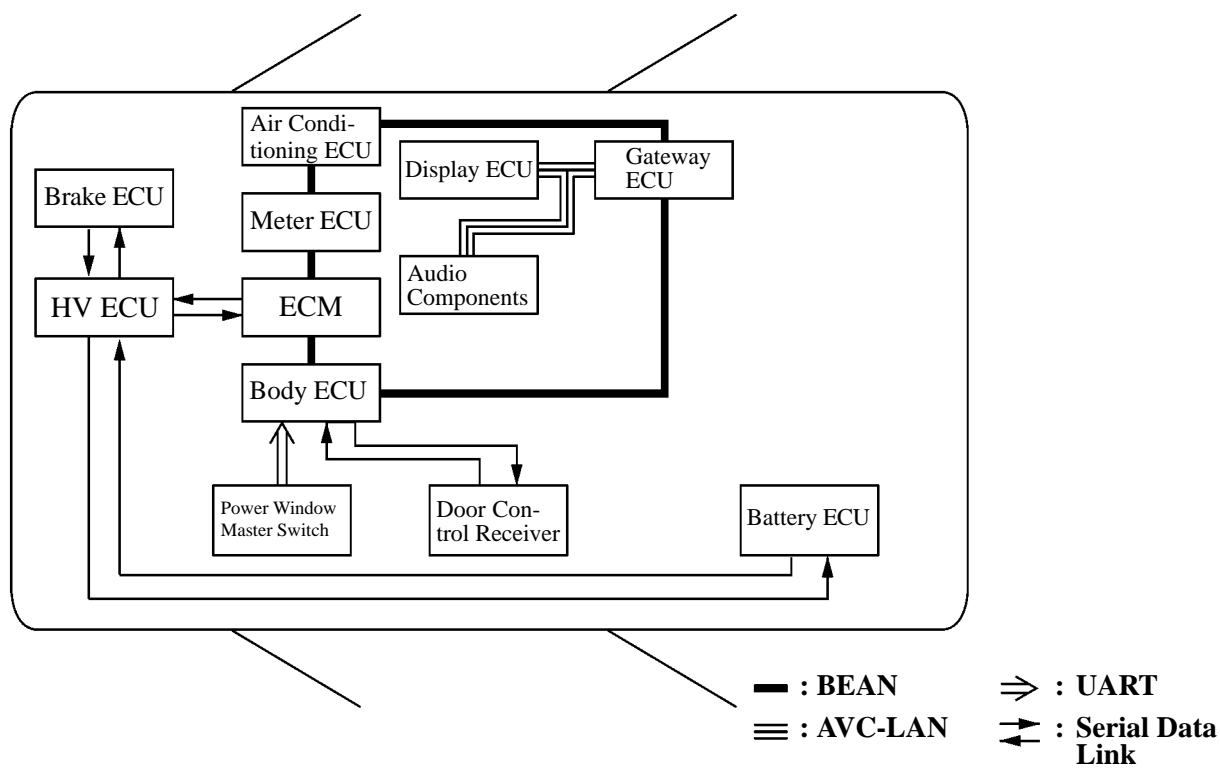 Air Condi-
tioning ECU
Display ECU
Gateway
ECU
Brake ECU
Meter ECU
Audio
Components
HV ECU
ECM
Body ECU
Power Window
Master Switch
Door Con-
trol Receiver
Battery ECU
: BEAN
: UART
: AVC-LAN
: Serial Data
Link